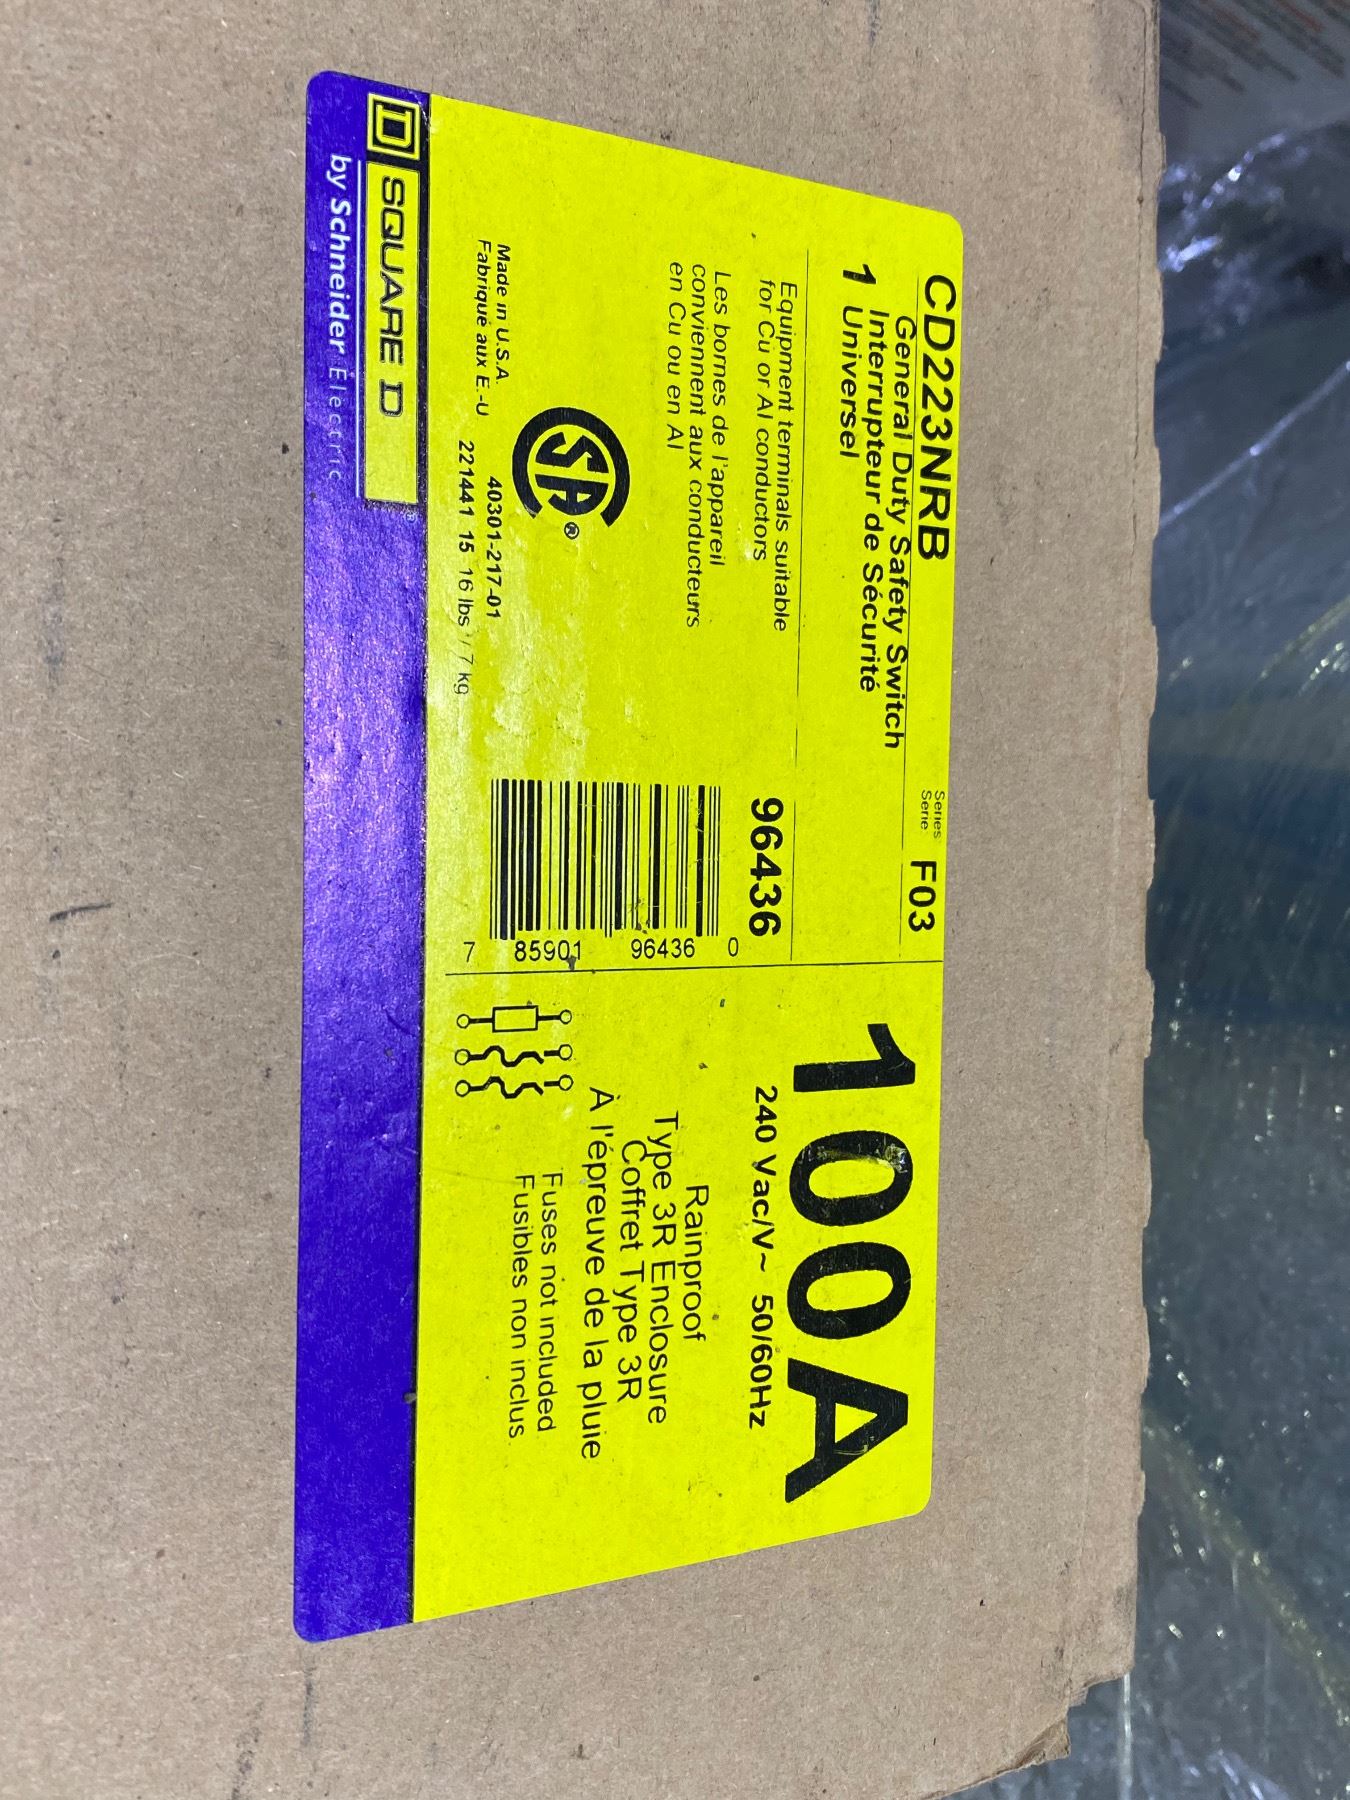 CD223NRB
Series
Serie
F03
General Duty Safety Switch
1 Interrupteur de Sécurité
Universel
Equipment terminals suitable
for Cu or Al conductors
96436
Les bornes de l'appareil
conviennent aux conducteurs
en Cu ou en Al
SA®
7 85901 96436 0
Made in U.S.A.
Fabriqué aux E.-U
40301-217-01
221441 15 16 lbs / 7 kg
100A
240 Vac/V~ 50/60Hz
Rainproof
Type 3R Enclosure
Coffret Type 3R
À l'épreuve de la pluie
Fuses not included
Fusibles non inclus.
D SQUARE D®
by Schneider Electric